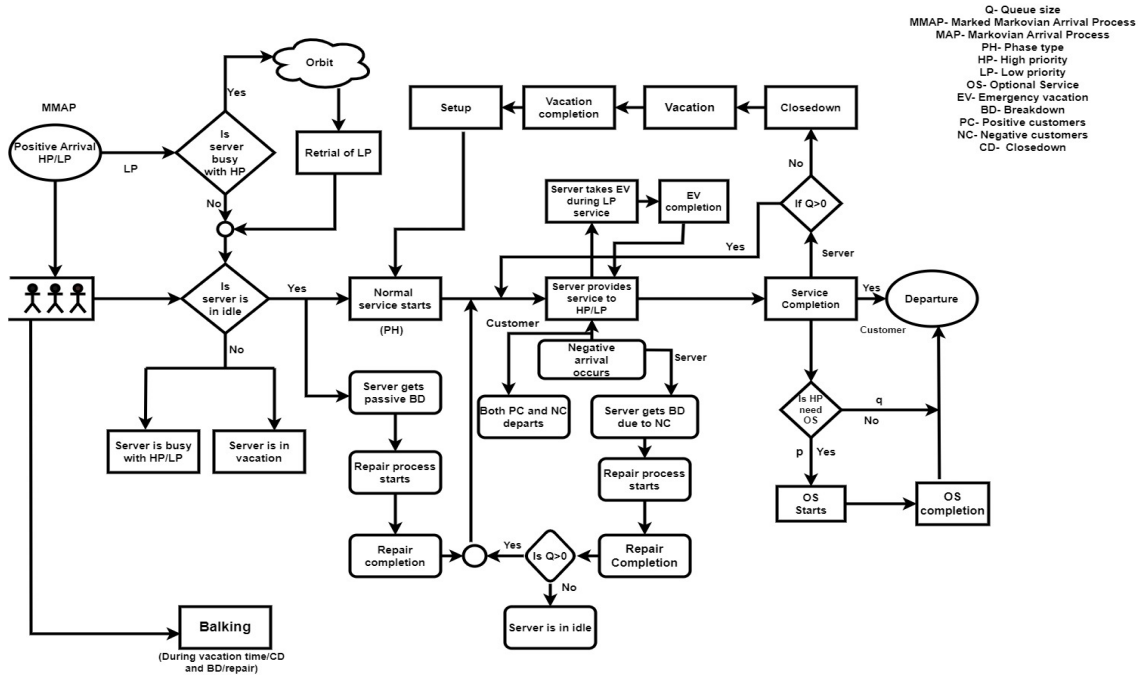 Q- Queue size
MMAP- Marked Markovian Arrival Process
MAP- Markovian Arrival Process
PH- Phase type
HP- High priority
LP- Low priority
OS- Optional Service
EV- Emergency vacation
BD- Breakdown
PC- Positive customers
NC- Negative customers
CD- Closedown
Orbit
Yes
MMAP
Positive Arrival
HP/LP
LP
Is
server
busy
with HP
No
Retrial of LP
Setup
Vacation
completion
Vacation
Closedown
No
If Q>0
Yes
Server
Server takes EV
during LP
service
EV
completion
Is
server is
in idle
Yes
No
Normal
service starts
(PH)
Server provides
service to
HP/LP
Service
Completion
Yes
Customer
Departure
Customer
Negative
arrival
occurs
Server
Server gets
passive BD
Both PC and NC
departs
Server gets BD
due to NC
Is HP
need
OS
q
No
p
Yes
Server is busy
with HP/LP
Server is in
vacation
Repair process
starts
Repair process
starts
OS
Starts
OS
completion
Repair
completion
Yes
Is Q>0
No
Repair
Completion
Server is in idle
Balking
(During vacation time/CD
and BD/repair)